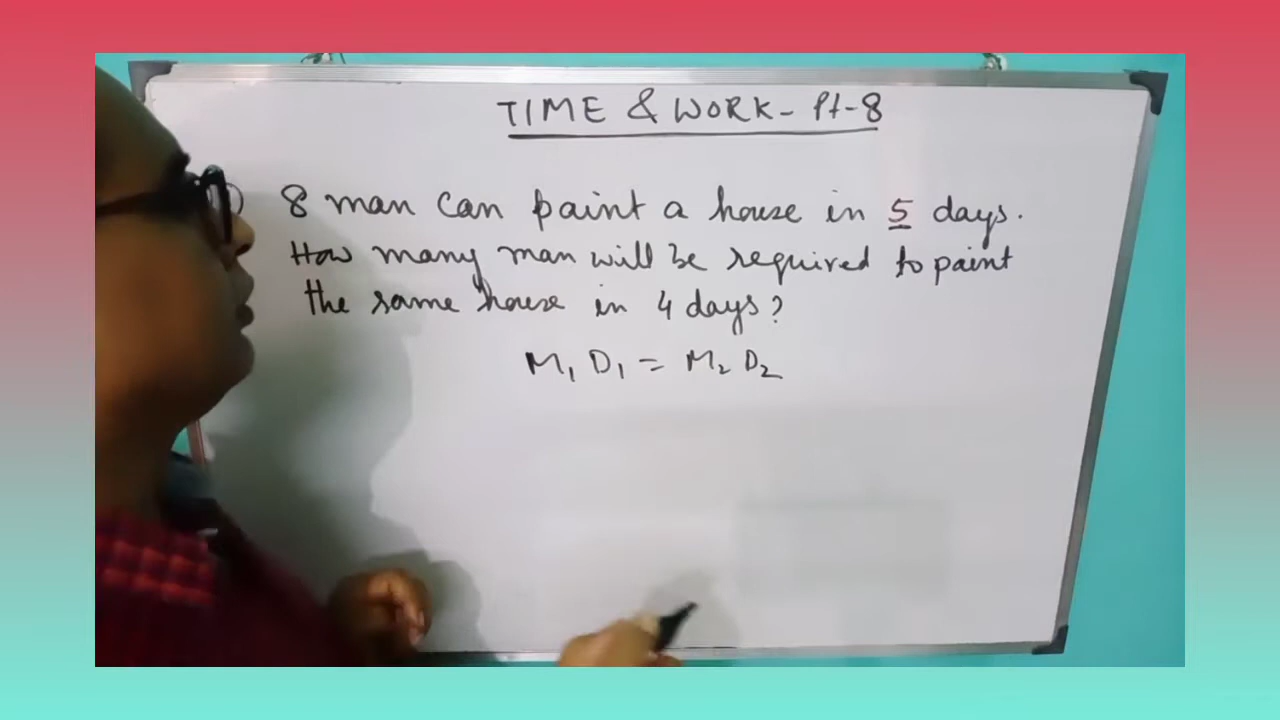 TIME & WORK - Pt-8
8 man can paint a house in 5 days.
How many man will be required to paint
the same house in 4 days?
M₁ D₁ = M₂ D₂